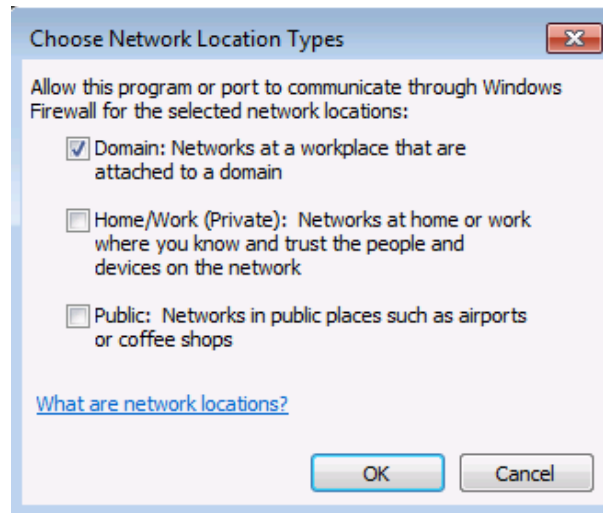 Choose Network Location Types
Allow this program or port to communicate through Windows
Firewall for the selected network locations:
Domain: Networks at a workplace that are
attached to a domain
Home/Work (Private): Networks at home or work
where you know and trust the people and
devices on the network
Public: Networks in public places such as airports
or coffee shops
What are network locations?
OK Cancel